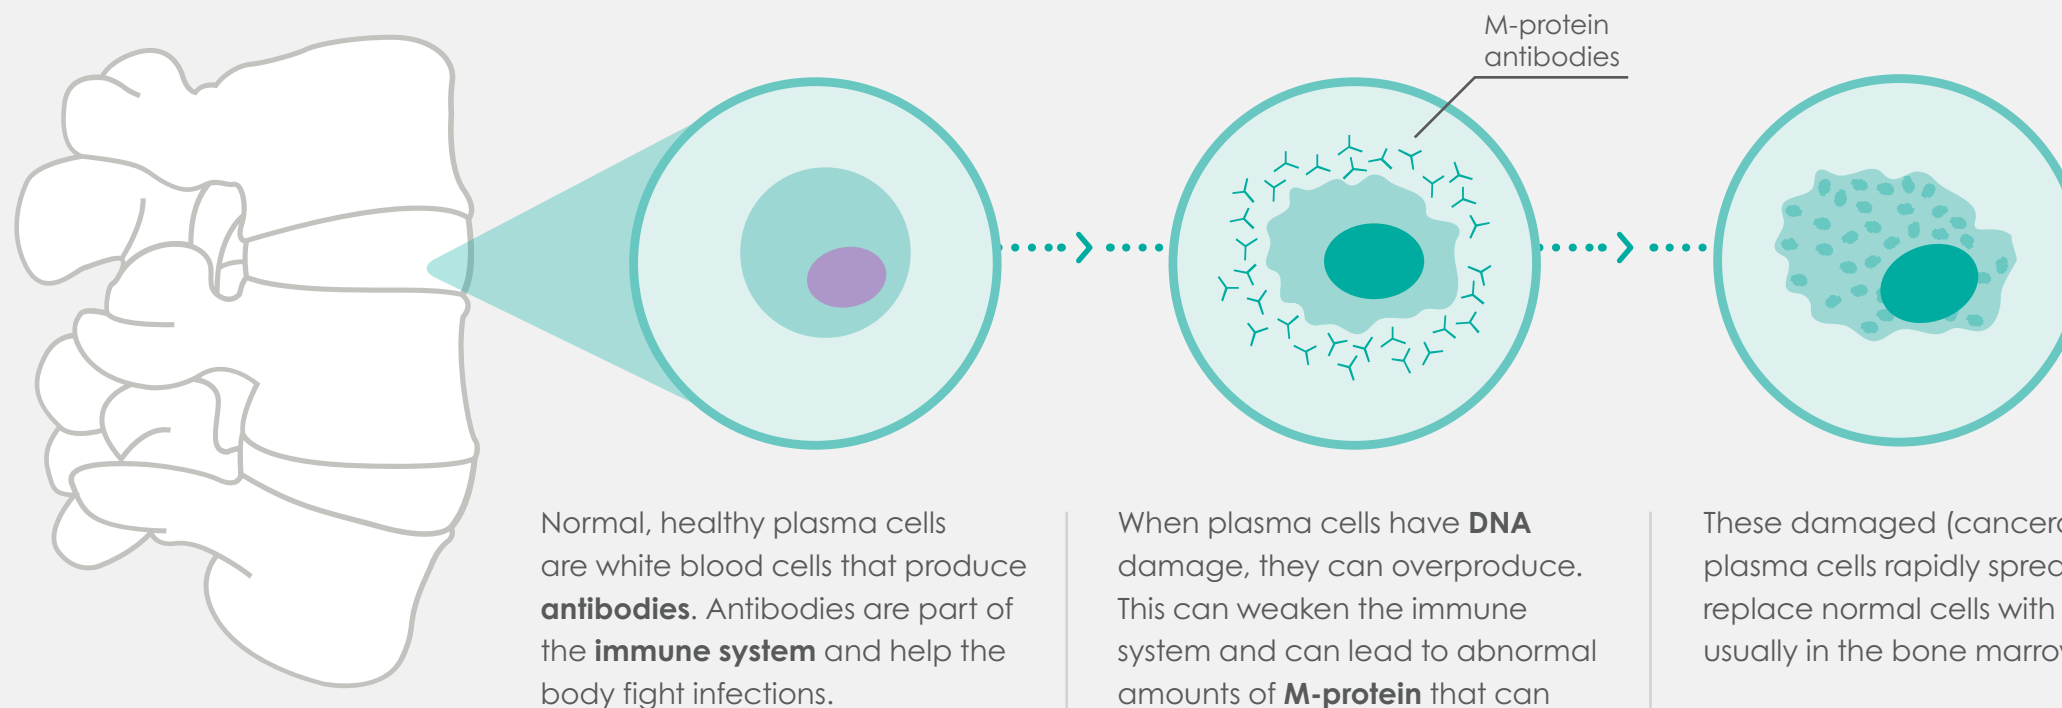 M-protein
antibodies
Normal, healthy plasma cells
are white blood cells that produce
antibodies. Antibodies are part of
the immune system and help the
body fight infections.
When plasma cells have DNA
damage, they can overproduce.
This can weaken the immune
system and can lead to abnormal
amounts of M-protein that can
These damaged
plasma cells rapidly
replace normal cells with
usually in the bone